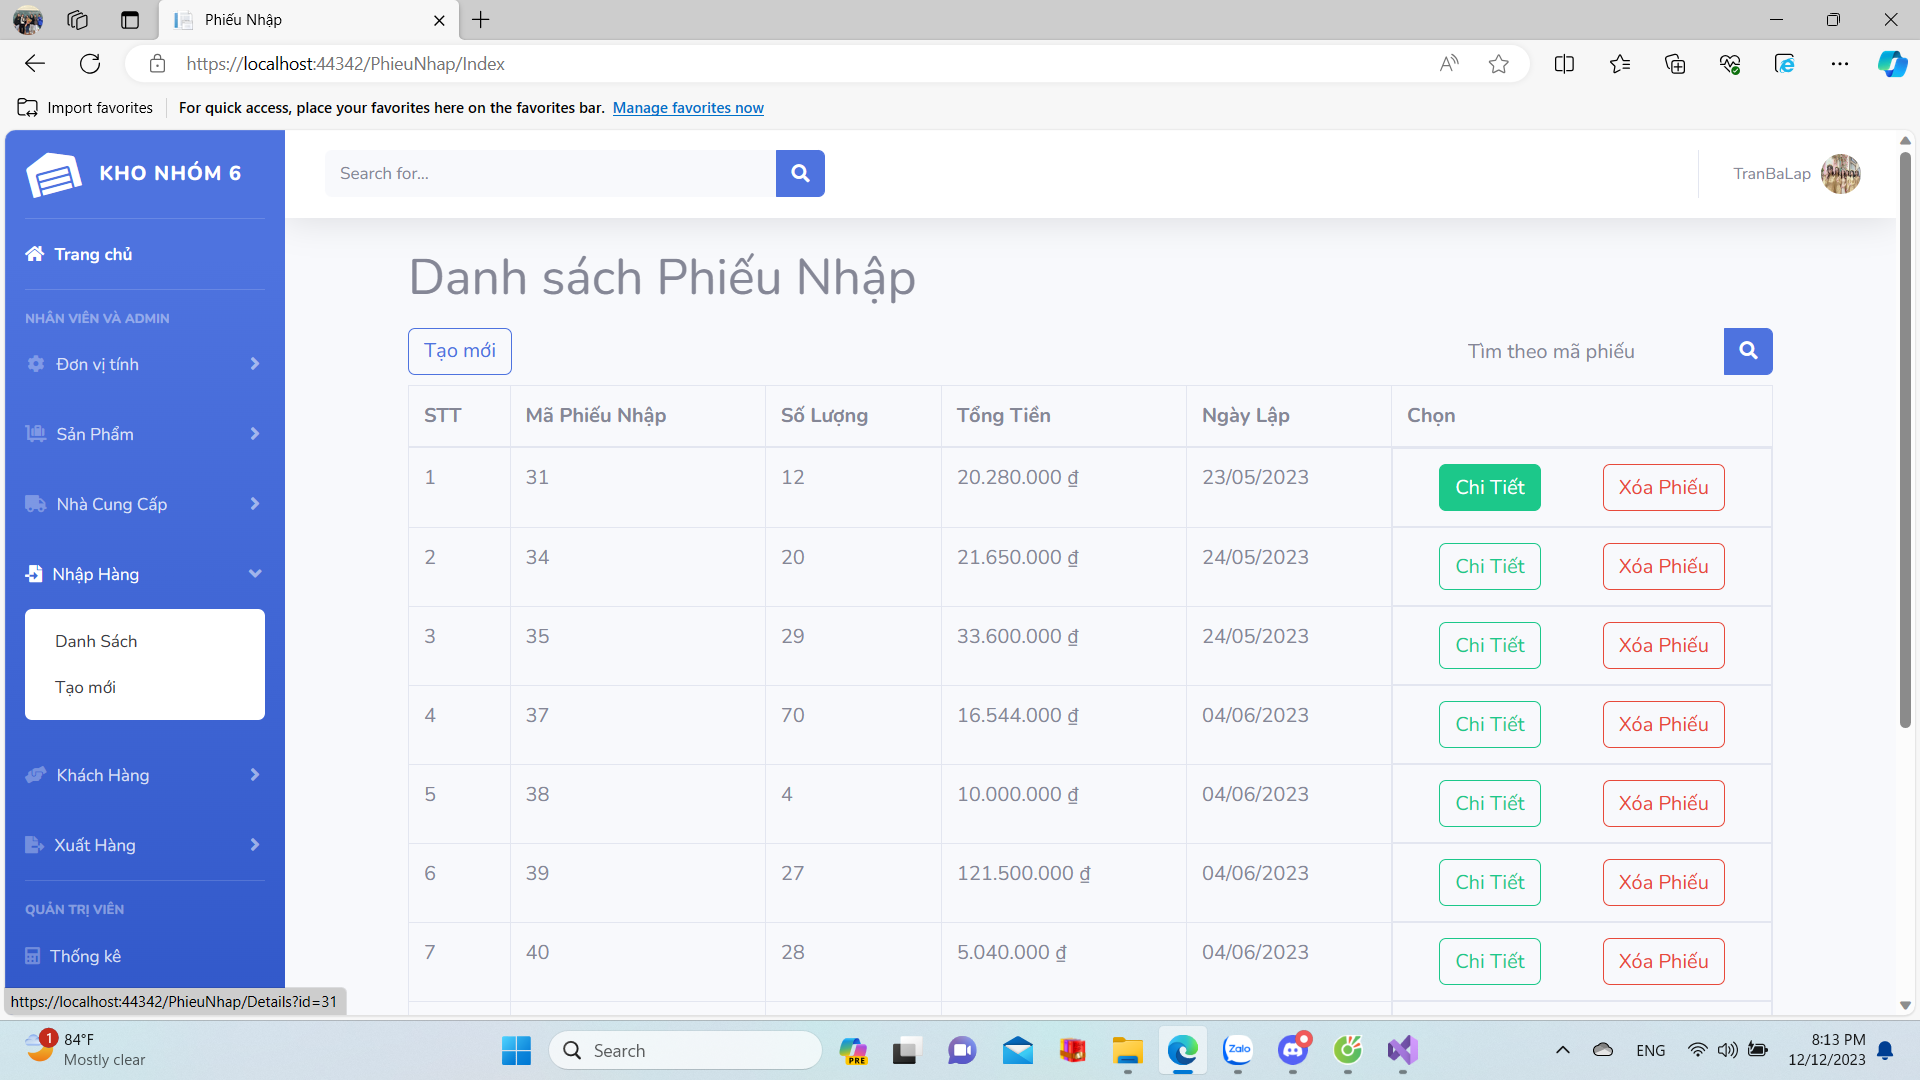 Phiếu Nhập
https://localhost:44342/PhieuNhap/Index
Import favorites
For quick access, place your favorites here on the favorites bar. Manage favorites now
KHO NHÓM 6
Search for...
TranBaLap
Trang chủ
NHÂN VIÊN VÀ ADMIN
Đơn vị tính
Sản Phẩm
Nhà Cung Cấp
Nhập Hàng
Danh Sách
Tạo mới
Khách Hàng
Xuất Hàng
QUẢN TRỊ VIÊN
Thống kê
https://localhost:44342/PhieuNhap/Details?id=31
Danh sách Phiếu Nhập
Tạo mới
Tìm theo mã phiếu
STT Mã Phiếu Nhập Số Lượng Tổng Tiền Ngày Lập Chọn
1 31 12 20.280.000 ₫ 23/05/2023 Chi Tiết Xóa Phiếu
2 34 20 21.650.000 ₫ 24/05/2023 Chi Tiết Xóa Phiếu
3 35 29 33.600.000 ₫ 24/05/2023 Chi Tiết Xóa Phiếu
4 37 70 16.544.000 ₫ 04/06/2023 Chi Tiết Xóa Phiếu
5 38 4 10.000.000 ₫ 04/06/2023 Chi Tiết Xóa Phiếu
6 39 27 121.500.000 ₫ 04/06/2023 Chi Tiết Xóa Phiếu
7 40 28 5.040.000 ₫ 04/06/2023 Chi Tiết Xóa Phiếu
1
84°F
Mostly clear
Search
PRE
Zalo
ENG
8:13 PM
12/12/2023